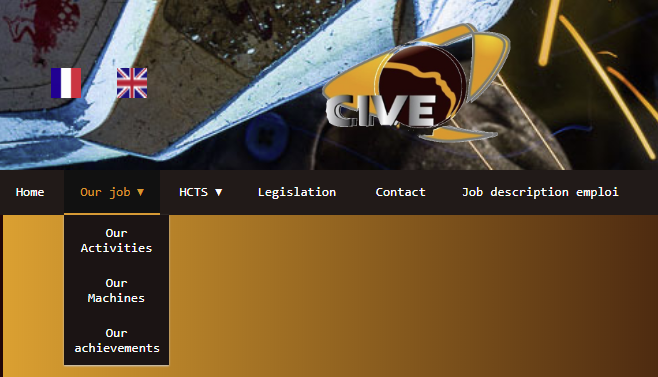 CIVE
Home
Our job ▼
HCTS ▼
Legislation
Contact
Job description emploi
Our
Activities
Our
Machines
Our
achievements